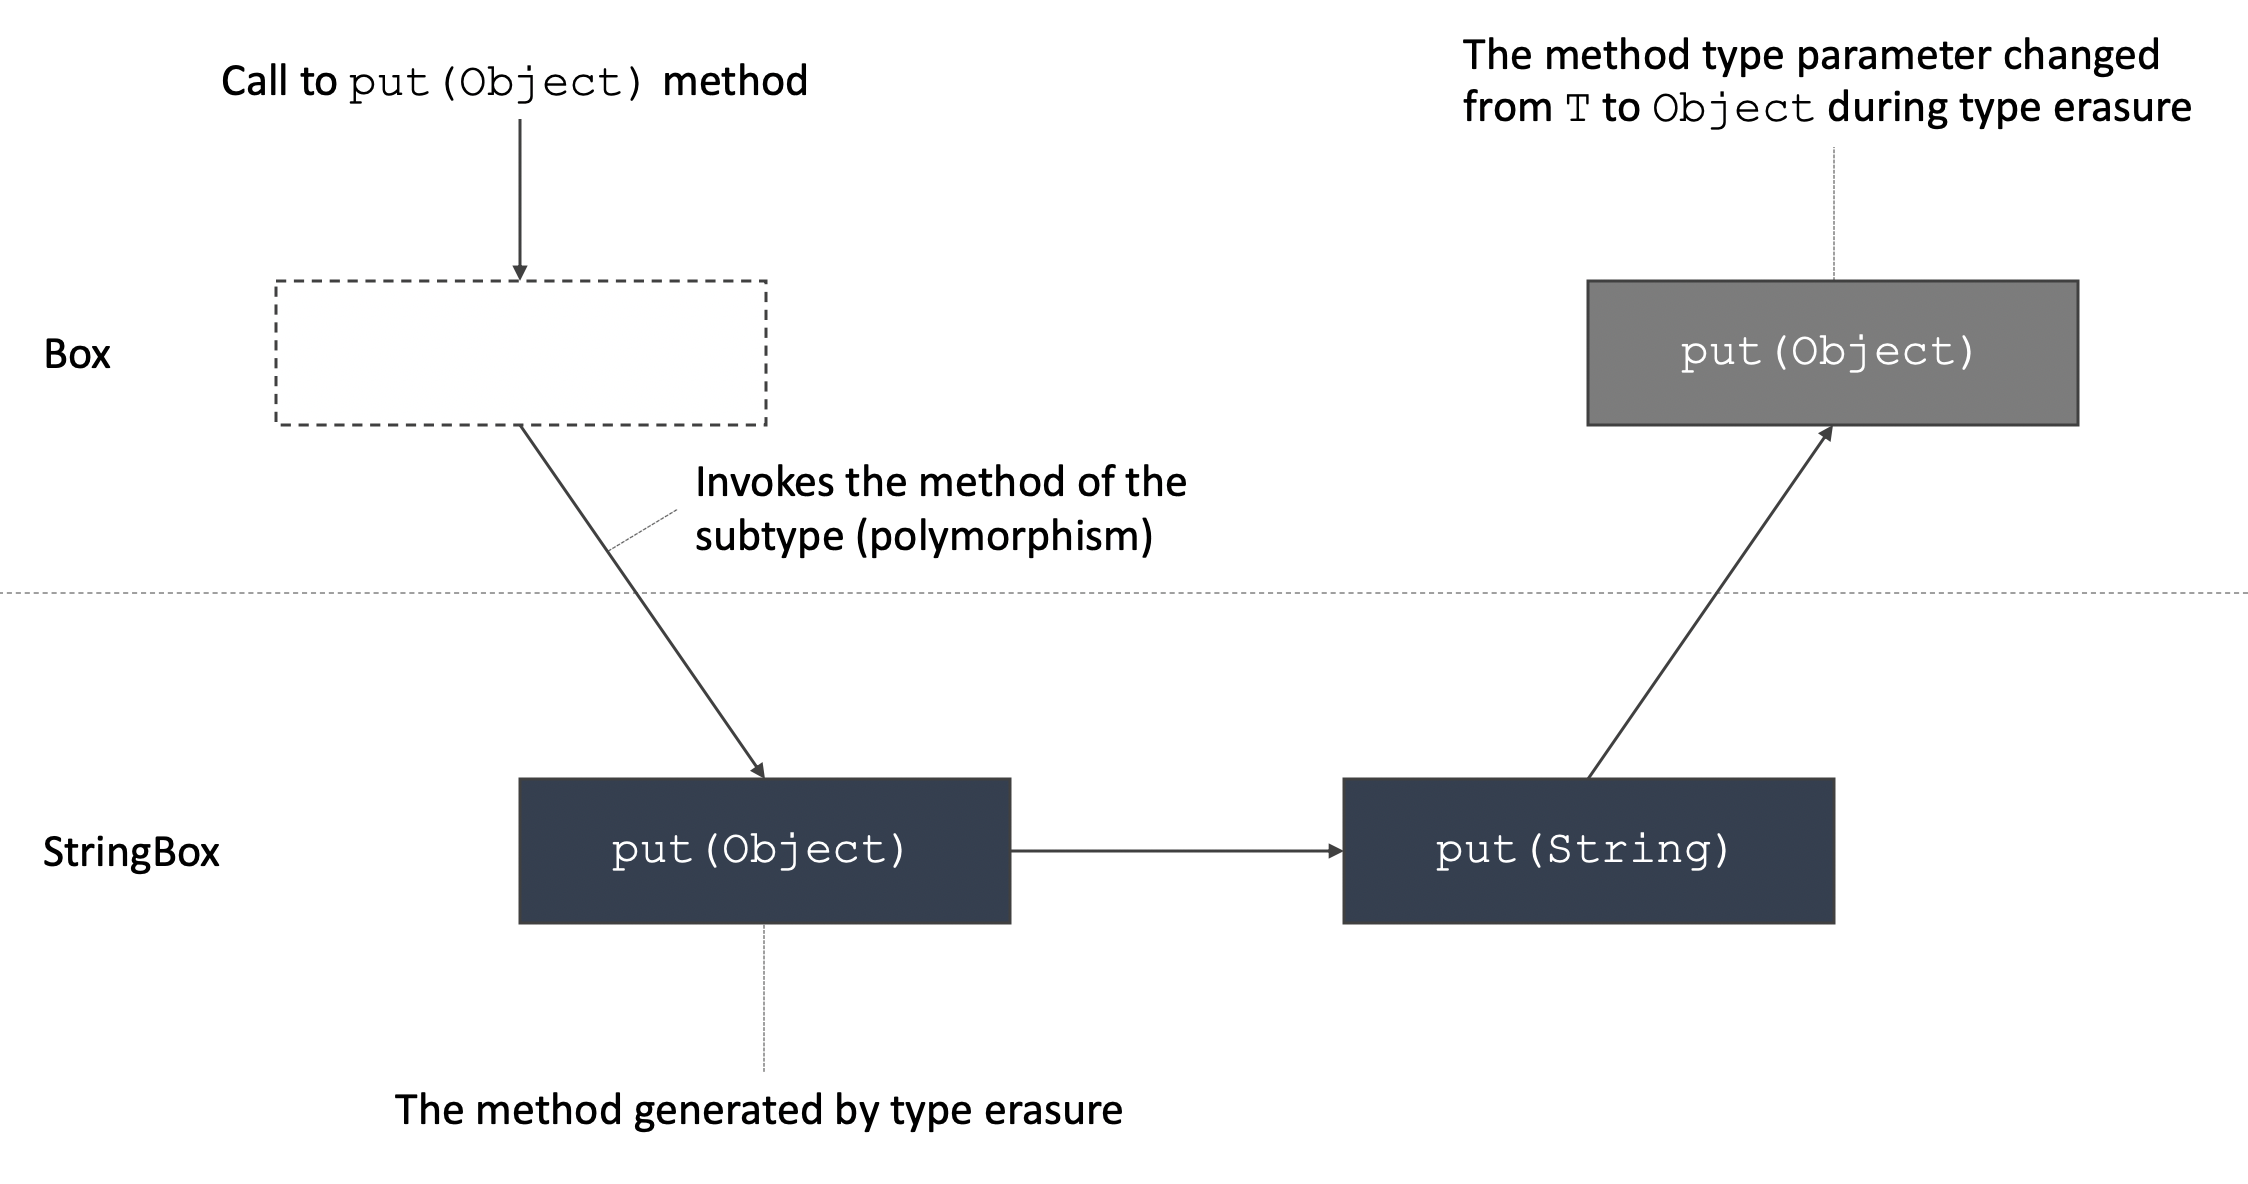 Call to put(Object) method
The method type parameter changed
from T to Object during type erasure
Box
put(Object)
Invokes the method of the
subtype (polymorphism)
StringBox
put(Object)
put(String)
The method generated by type erasure